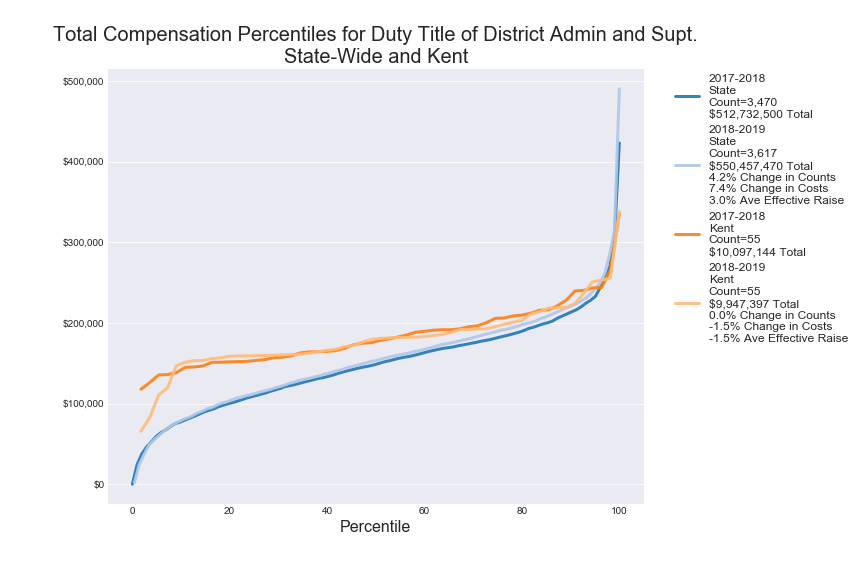 Total Compensation Percentiles for Duty Title of District Admin and Supt.
State-Wide and Kent
$500,000
$400,000
$300,000
$200,000
$100,000
$0
0
20
40
60
80
100
Percentile
2017-2018
State
Count=3,470
$512,732,500 Total
2018-2019
State
Count=3,617
$550,457,470 Total
4.2% Change in Counts
7.4% Change in Costs
3.0% Ave Effective Raise
2017-2018
Kent
Count=55
$10,097,144 Total
2018-2019
Kent
Count=55
$9,947,397 Total
0.0% Change in Counts
-1.5% Change in Costs
-1.5% Ave Effective Raise